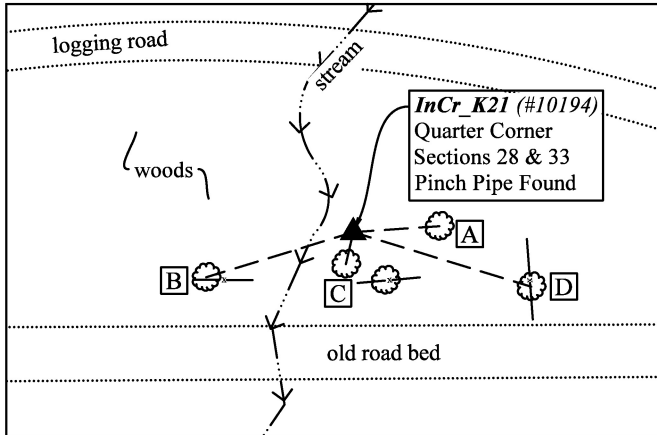 logging road
stream
InCr_K21 (#10194)
Quarter Corner
Sections 28 & 33
Pinch Pipe Found
woods
A
B
C
D
old road bed